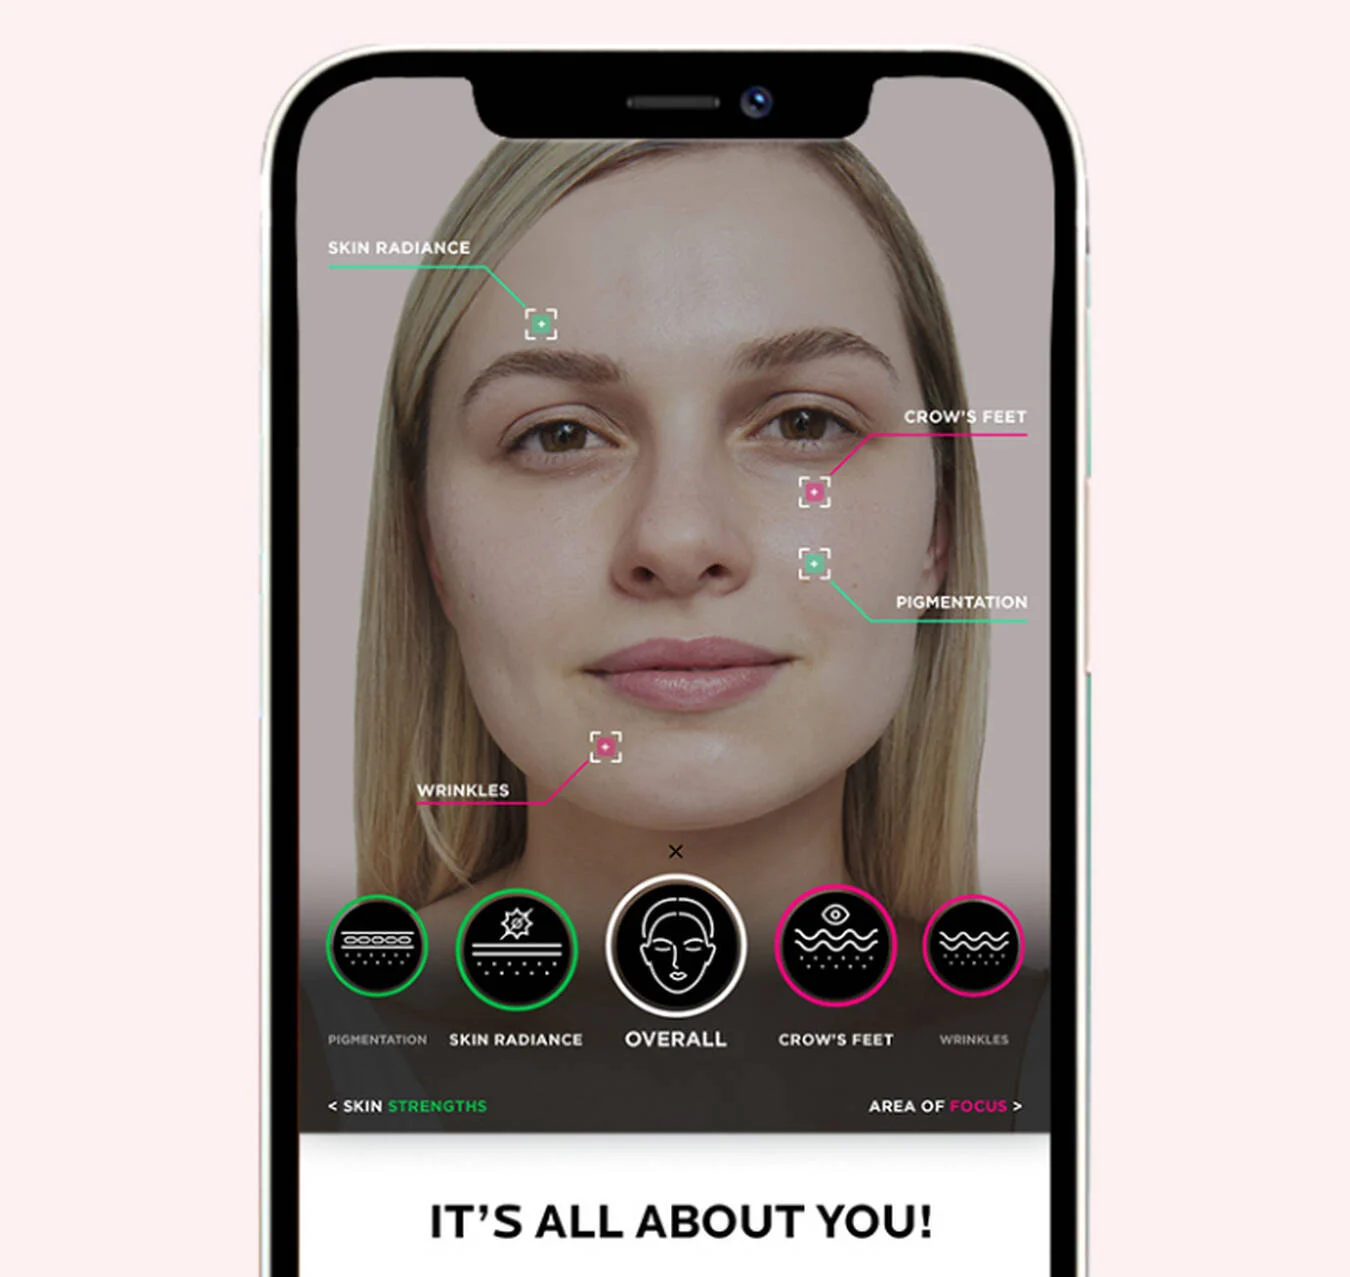 SKIN RADIANCE
CROW'S FEET
PIGMENTATION
WRINKLES
PIGMENTATION
SKIN RADIANCE
OVERALL
CROW'S FEET
WRINKLES
< SKIN STRENGTHS
AREA OF FOCUS >
IT'S ALL ABOUT YOU!